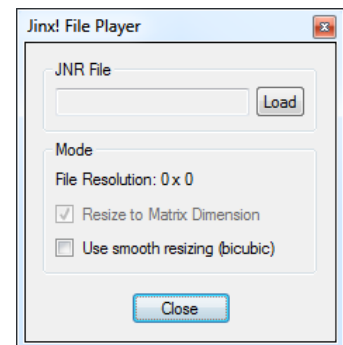 Jinx! File Player
JNR File
Load
Mode
File Resolution: 0 x 0
Resize to Matrix Dimension
Use smooth resizing (bicubic)
Close